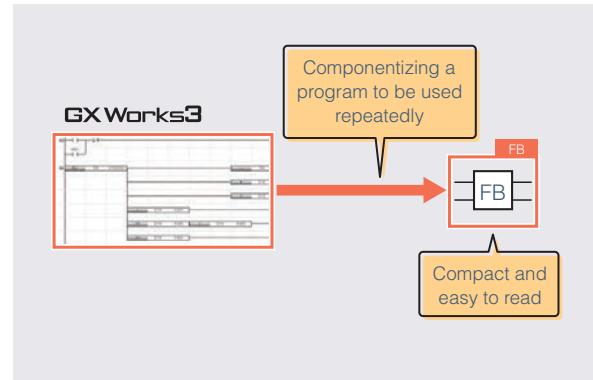 Componentizing a
program to be used
repeatedly
GX Works3
FB
FB
Compact and
easy to read